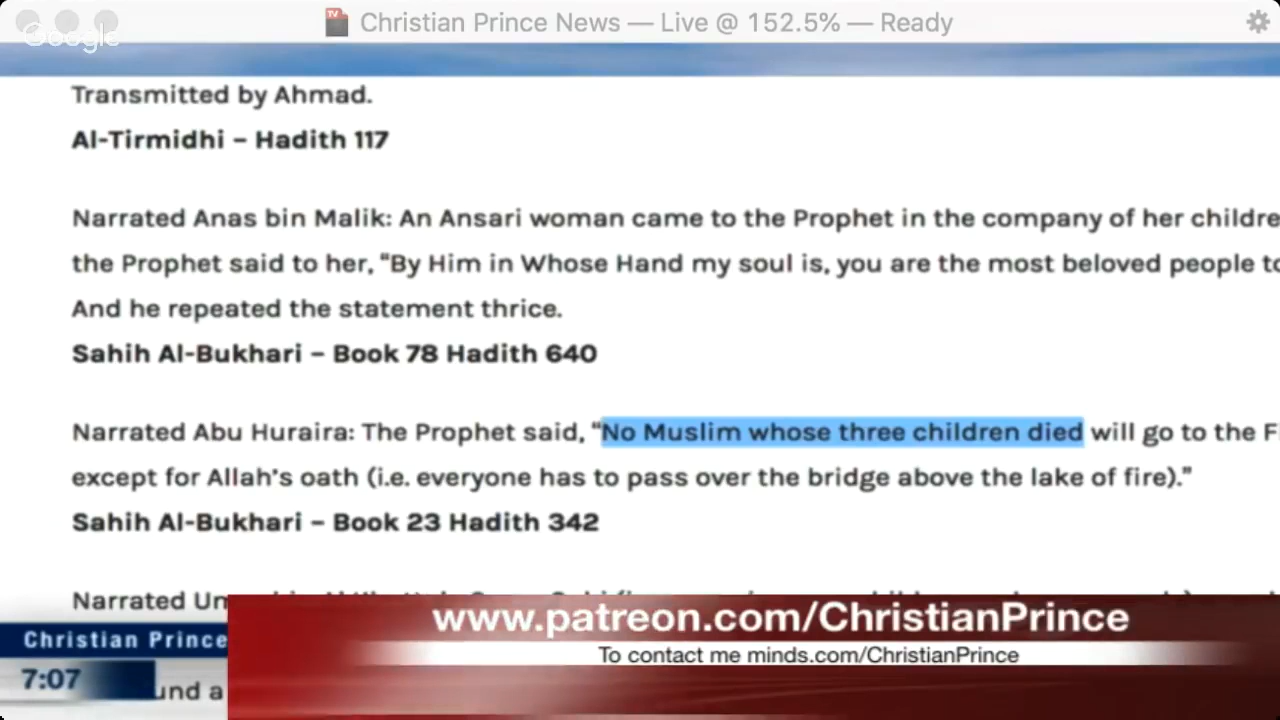 Christian Prince News — Live @ 152.5% — Ready
Google
Transmitted by Ahmad.
Al-Tirmidhi – Hadith 117
Narrated Anas bin Malik: An Ansari woman came to the Prophet in the company of her childre
the Prophet said to her, “By Him in Whose Hand my soul is, you are the most beloved people to
And he repeated the statement thrice.
Sahih Al-Bukhari – Book 78 Hadith 640
Narrated Abu Huraira: The Prophet said, “No Muslim whose three children died will go to the F
except for Allah’s oath (i.e. everyone has to pass over the bridge above the lake of fire).”
Sahih Al-Bukhari – Book 23 Hadith 342
Narrated Um
www.patreon.com/ChristianPrince
Christian Prince
To contact me minds.com/ChristianPrince
7:07
und a